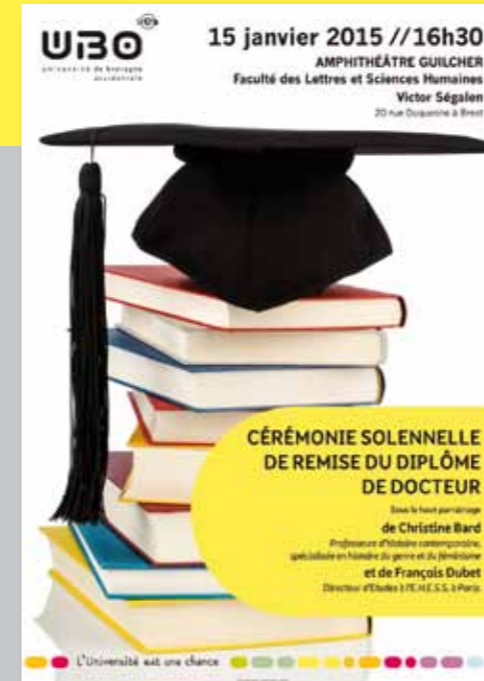 UBO
université de bretagne
occidentale
15 janvier 2015 // 16h30
AMPHITHÉÂTRE GUILCHER
Faculté des Lettres et Sciences Humaines
Victor Ségalen
20 rue Duquesne à Brest
CÉRÉMONIE SOLENNELLE
DE REMISE DU DIPLÔME
DE DOCTEUR
Sous le haut parrainage
de Christine Bard
Professeure d'histoire contemporaine,
spécialisée en histoire du genre et du féminisme
et de François Dubet
Directeur d'Etudes à l'E.H.E.S.S. à Paris
L'Université est une chance